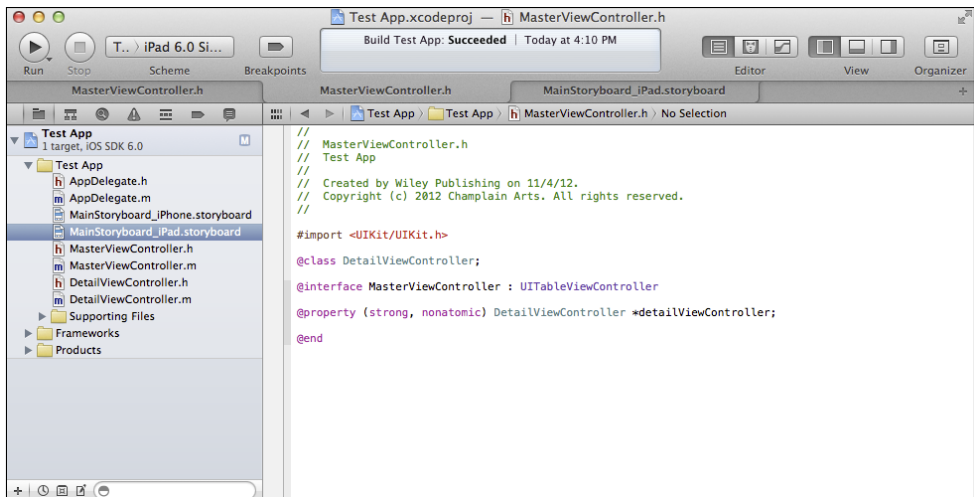 Test App.xcodeproj — h MasterViewController.h
T.. 〉 iPad 6.0 Si...
Build Test App: Succeeded | Today at 4:10 PM
Run Stop Scheme Breakpoints Editor View Organizer
MasterViewController.h MasterViewController.h MainStoryboard_iPad.storyboard +
Test App 〉 Test App 〉 h MasterViewController.h 〉 No Selection
Test App M
1 target, iOS SDK 6.0
Test App
h AppDelegate.h
m AppDelegate.m
MainStoryboard_iPhone.storyboard
MainStoryboard_iPad.storyboard
h MasterViewController.h
m MasterViewController.m
h DetailViewController.h
m DetailViewController.m
Supporting Files
Frameworks
Products
//
// MasterViewController.h
// Test App
//
// Created by Wiley Publishing on 11/4/12.
// Copyright (c) 2012 Champlain Arts. All rights reserved.
//
#import <UIKit/UIKit.h>
@class DetailViewController;
@interface MasterViewController : UITableViewController
@property (strong, nonatomic) DetailViewController *detailViewController;
@end